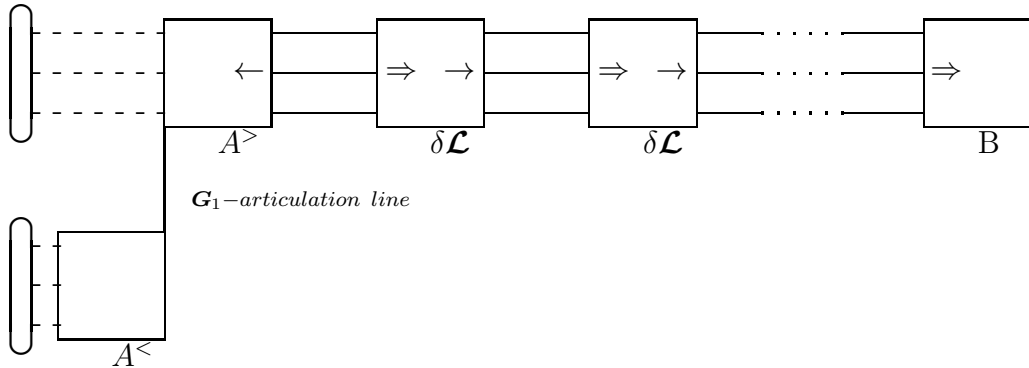 ← ⇒ → ⇒ → ⇒
A> δ𝓛 δ𝓛 B
G₁−articulation line
A<